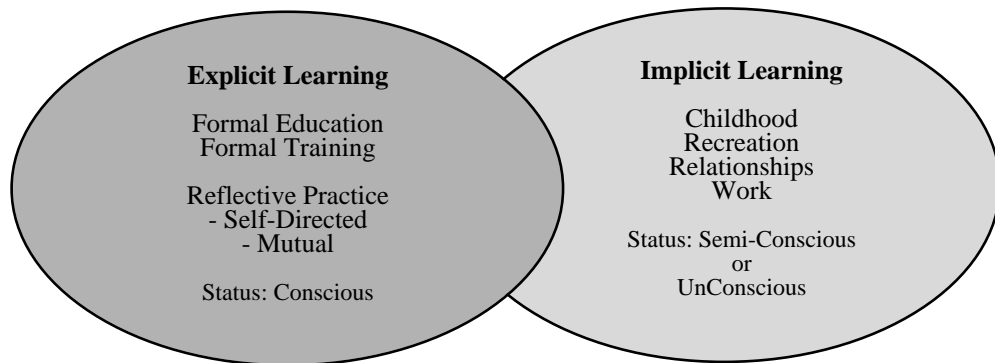 Explicit Learning
Formal Education
Formal Training
Reflective Practice
- Self-Directed
- Mutual
Status: Conscious
Implicit Learning
Childhood
Recreation
Relationships
Work
Status: Semi-Conscious
or
UnConscious